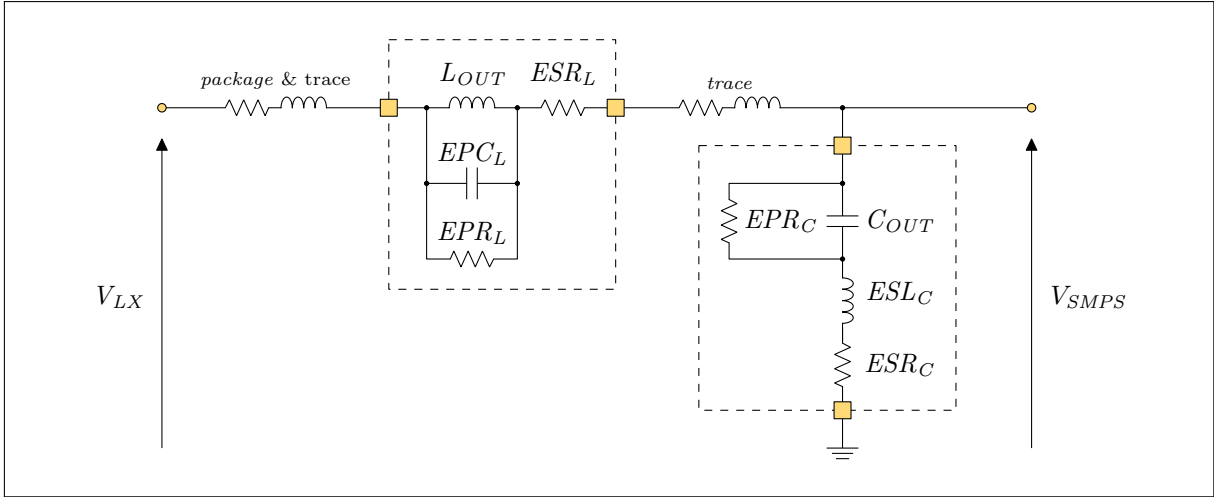 package & trace
L_OUT
ESR_L
trace
EPC_L
EPR_L
EPR_C
C_OUT
ESL_C
ESR_C
V_LX
V_SMPS